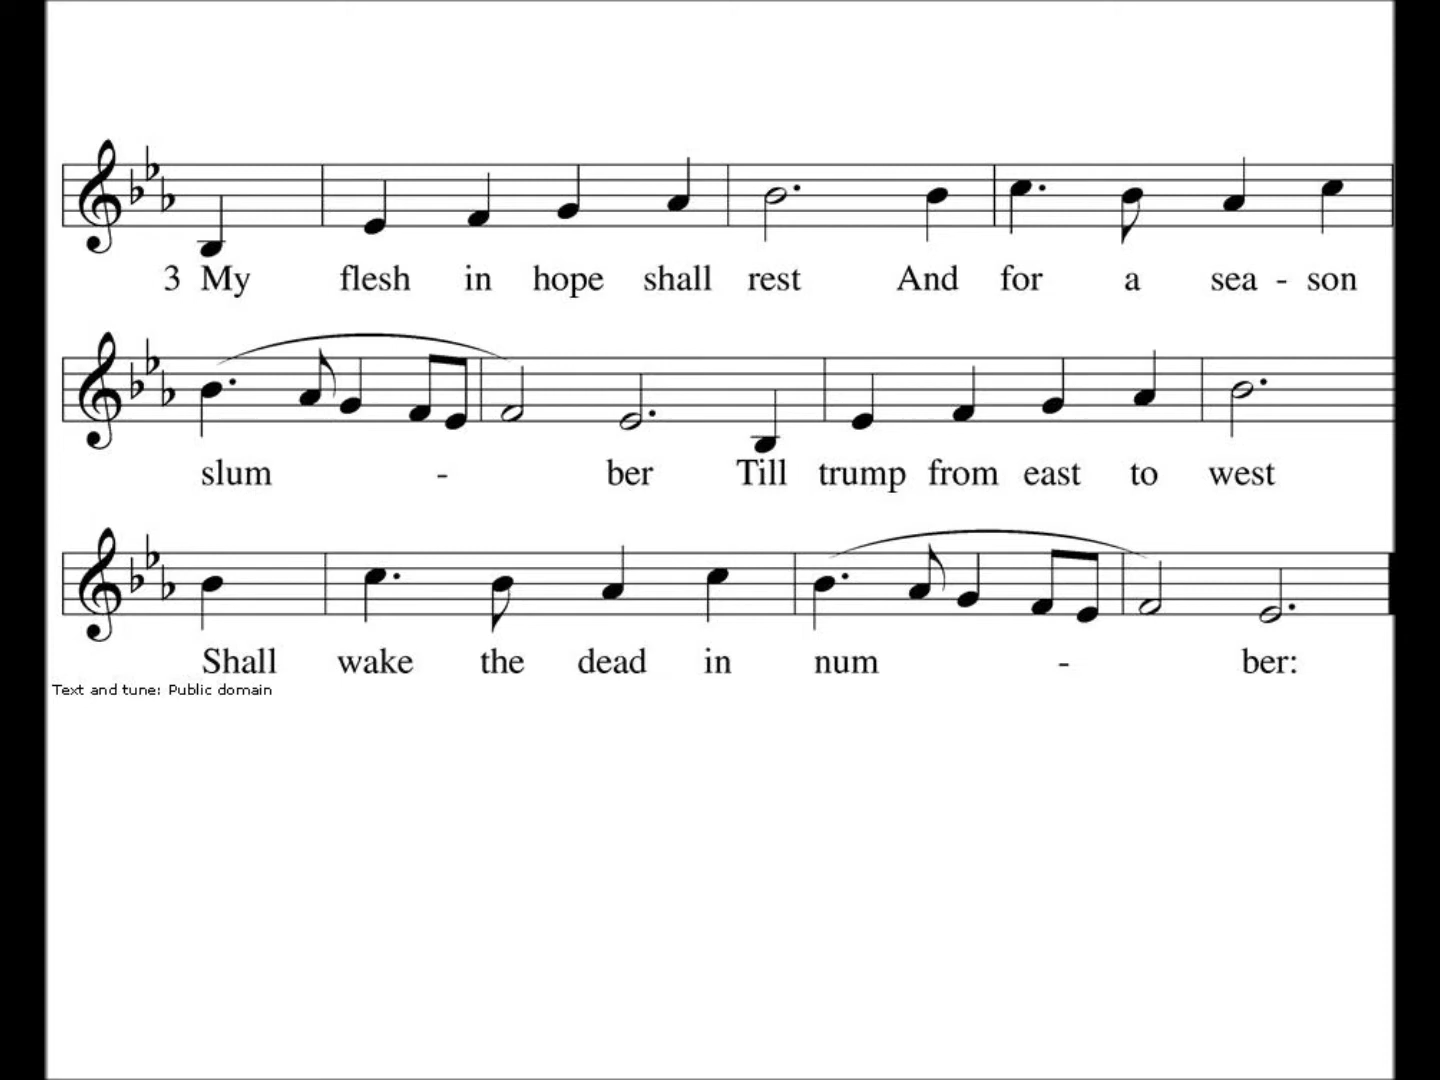 3 My flesh in hope shall rest And for a sea - son
slum - ber Till trump from east to west
Shall wake the dead in num - ber:
Text and tune: Public domain